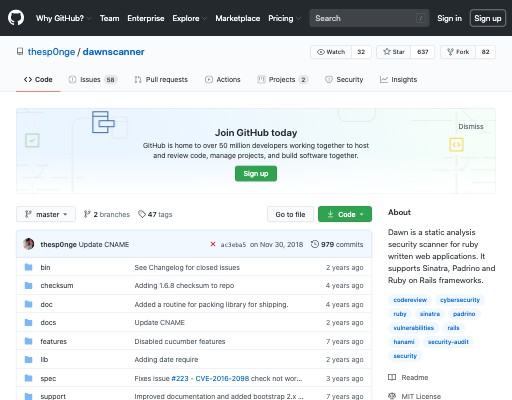 Why GitHub? Team Enterprise Explore Marketplace Pricing Search / Sign in Sign up
thesp0nge / dawnscanner Watch 32 Star 637 Fork 82
Code Issues 58 Pull requests Actions Projects 2 Security Insights
Join GitHub today
Dismiss
GitHub is home to over 50 million developers working together to host
and review code, manage projects, and build software together.
Sign up
master 2 branches 47 tags Go to file Code
thesp0nge Update CNAME ac3eba5 on Nov 30, 2018 979 commits
bin See Changelog for closed issues 2 years ago
checksum Adding 1.6.8 checksum to repo 4 years ago
doc Added a routine for packing library for shipping. 4 years ago
docs Update CNAME 2 years ago
features Disabled cucumber features 7 years ago
lib Adding date require 2 years ago
spec Fixes issue #223 - CVE-2016-2098 check not wor... 3 years ago
support Improved documentation and added bootstrap 2.x ... 7 years ago
About
Dawn is a static analysis
security scanner for ruby
written web applications. It
supports Sinatra, Padrino and
Ruby on Rails frameworks.
codereview cybersecurity
ruby sinatra padrino
vulnerabilities rails
hanami security-audit
security
Readme
MIT License